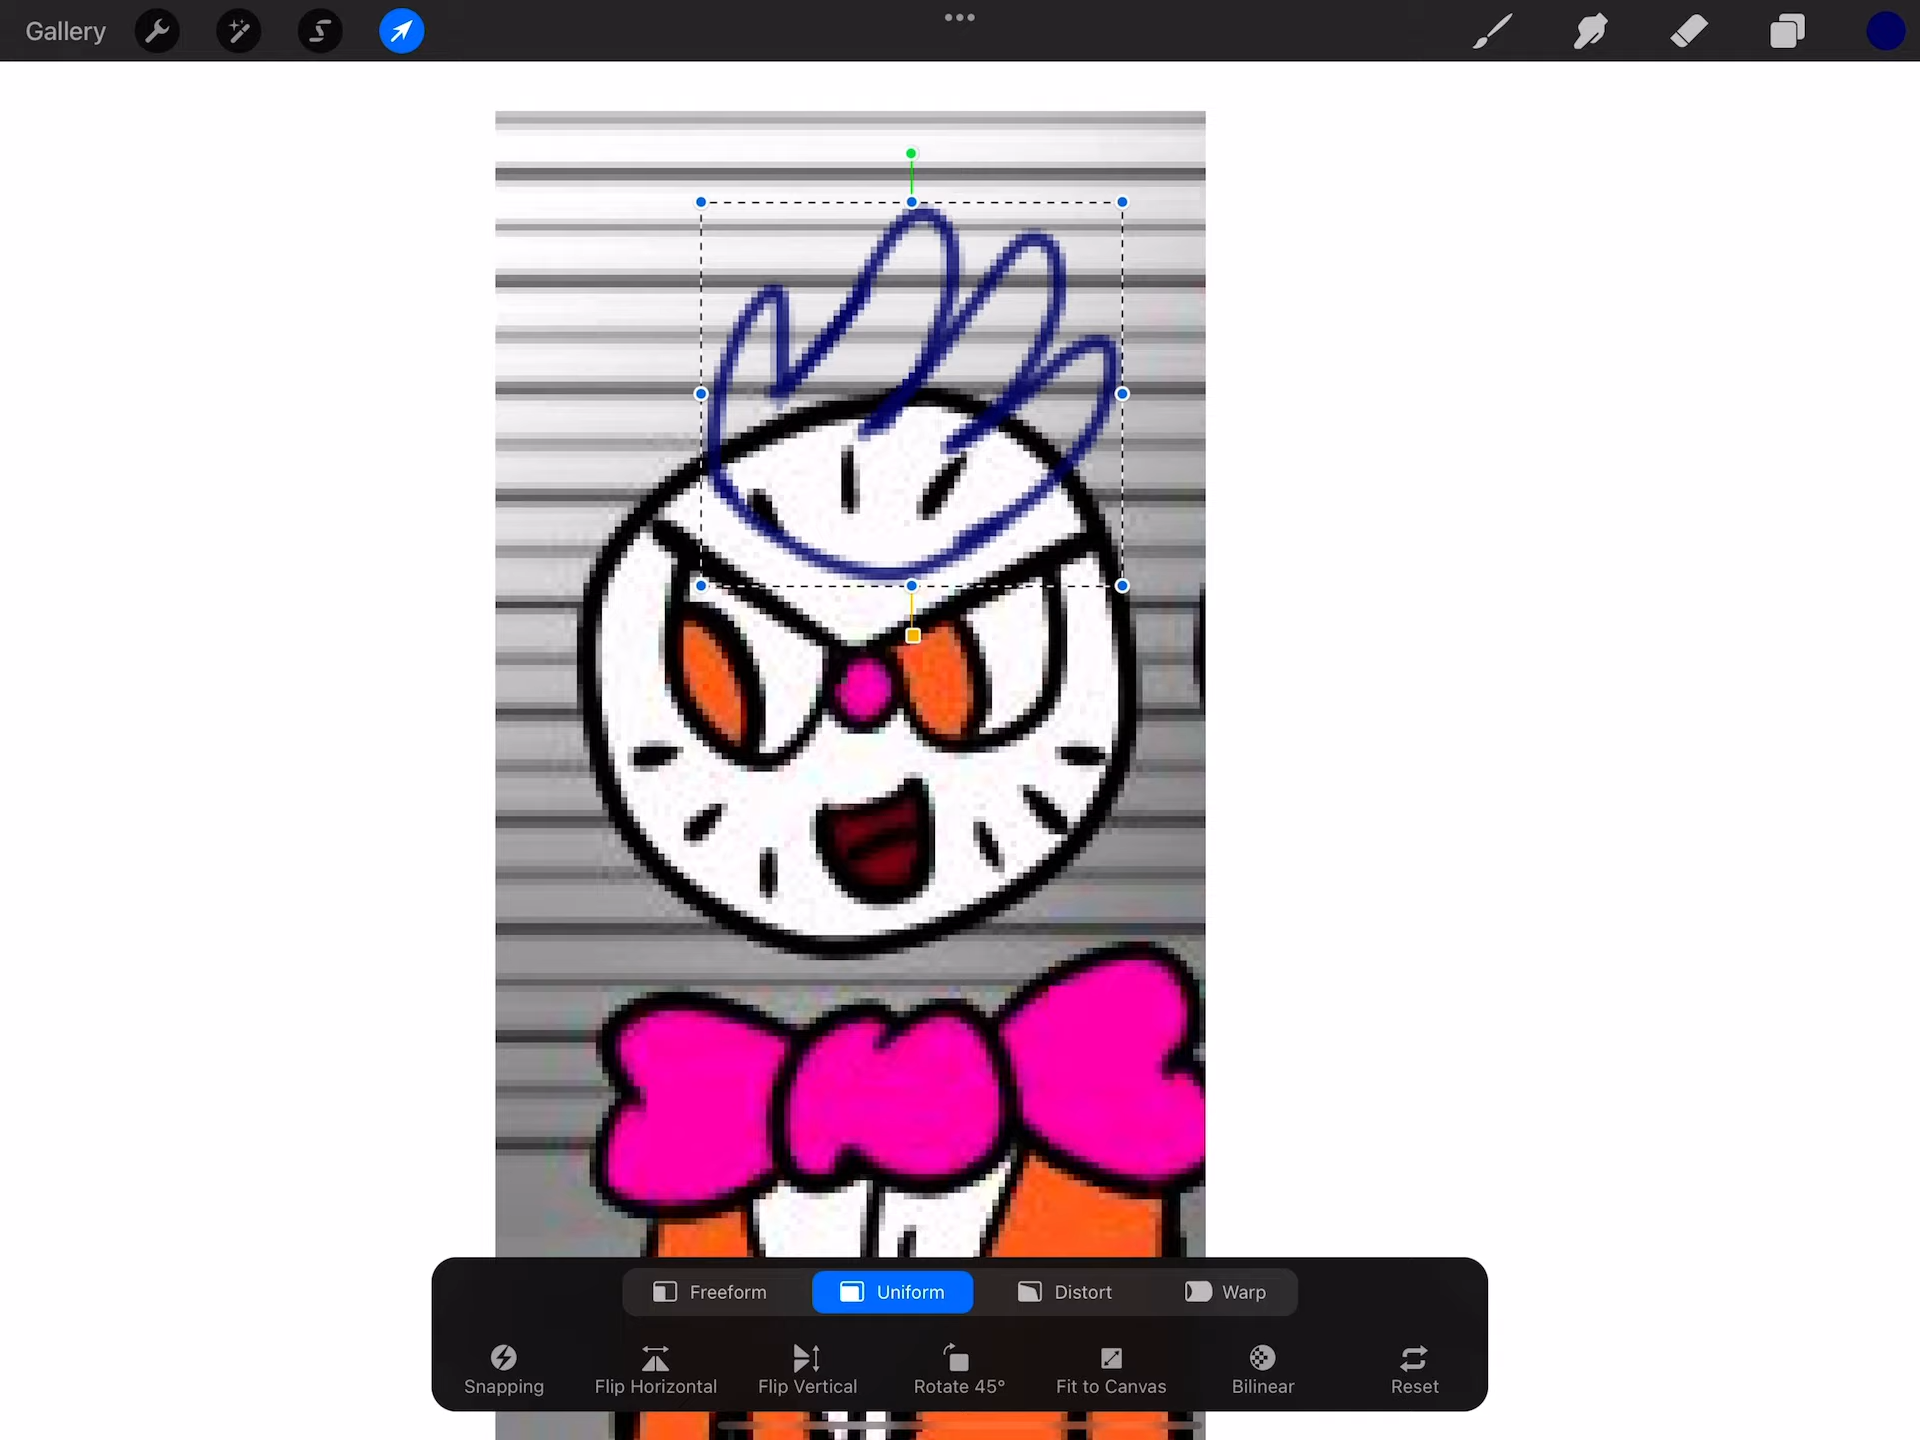 Gallery
Freeform Uniform Distort Warp
Snapping Flip Horizontal Flip Vertical Rotate 45° Fit to Canvas Bilinear Reset